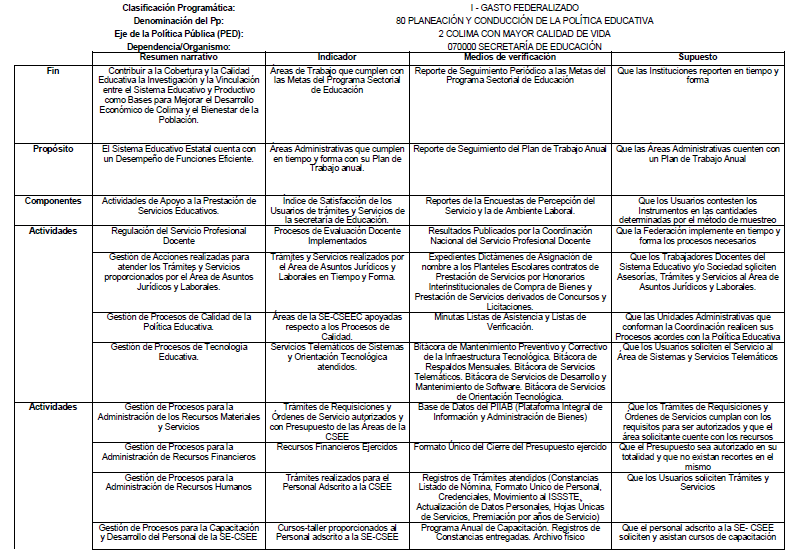 Clasificación Programática: I - GASTO FEDERALIZADO
Denominación del Pp: 80 PLANEACIÓN Y CONDUCCIÓN DE LA POLÍTICA EDUCATIVA
Eje de la Política Pública (PED): 2 COLIMA CON MAYOR CALIDAD DE VIDA
Dependencia/Organismo: 070000 SECRETARÍA DE EDUCACIÓN
Resumen narrativo Indicador Medios de verificación Supuesto
Fin
Contribuir a la Cobertura y la Calidad
Educativa la Investigación y la Vinculación
entre el Sistema Educativo y Productivo
como Bases para Mejorar el Desarrollo
Económico de Colima y el Bienestar de la
Población.
Áreas de Trabajo que cumplen con
las Metas del Programa Sectorial
de Educación
Reporte de Seguimiento Periódico a las Metas del
Programa Sectorial de Educación
Que las Instituciones reporten en tiempo y
forma
Propósito
El Sistema Educativo Estatal cuenta con
un Desempeño de Funciones Eficiente.
Áreas Administrativas que cumplen
en tiempo y forma con su Plan de
Trabajo anual.
Reporte de Seguimiento del Plan de Trabajo Anual
Que las Áreas Administrativas cuenten con
un Plan de Trabajo Anual
Componentes
Actividades de Apoyo a la Prestación de
Servicios Educativos.
Índice de Satisfacción de los
Usuarios de trámites y Servicios de
la secretaría de Educación.
Reportes de la Encuestas de Percepción del
Servicio y la de Ambiente Laboral.
Que los Usuarios contesten los
Instrumentos en las cantidades
determinadas por el método de muestreo
Actividades
Regulación del Servicio Profesional
Docente
Procesos de Evaluación Docente
Implementados
Resultados Publicados por la Coordinación
Nacional del Servicio Profesional Docente
Que la Federación implemente en tiempo y
forma los procesos necesarios
Gestión de Acciones realizadas para
atender los Trámites y Servicios
proporcionados por el Área de Asuntos
Jurídicos y Laborales.
Trámites y Servicios realizados por
el Area de Asuntos Jurídicos y
Laborales en Tiempo y Forma.
Expedientes Dictámenes de Asignación de
nombre a los Planteles Escolares contratos de
Prestación de Servicios por Honorarios
Interinstitucionales de Compra de Bienes y
Prestación de Servicios derivados de Concursos y
Licitaciones.
Que los Trabajadores Docentes del
Sistema Educativo y/o Sociedad soliciten
Asesorías, Trámites y Servicios al Area de
Asuntos Jurídicos y Laborales.
Gestión de Procesos de Calidad de la
Política Educativa.
Áreas de la SE-CSEEC apoyadas
respecto a los Procesos de
Calidad.
Minutas Listas de Asistencia y Listas de
Verificación.
Que las Unidades Administrativas que
conforman la Coordinación realicen sus
Procesos acordes con la Política Educativa
Gestión de Procesos de Tecnología
Educativa.
Servicios Telemáticos de Sistemas
y Orientación Tecnológica
atendidos.
Bitácora de Mantenimiento Preventivo y Correctivo
de la Infraestructura Tecnológica. Bitácora de
Respaldos Mensuales. Bitácora de Servicios
Telemáticos. Bitácora de Servicios de Desarrollo y
Mantenimiento de Software. Bitácora de Servicios
de Orientación Tecnológica.
Que los Usuarios soliciten el Servicio al
Área de Sistemas y Servicios Telemáticos
Actividades
Gestión de Procesos para la
Administración de los Recursos Materiales
y Servicios
Trámites de Requisiciones y
Órdenes de Servicio autprizados y
con Presupuesto de las Áreas de la
CSEE
Base de Datos del PIIAB (Plataforma Integral de
Información y Administración de Bienes)
Que los Trámites de Requisiciones y
Órdenes de Servicios cumplan con los
requisitos para ser autorizados y que el
área solicitante cuente con los recursos
Gestión de Procesos para la
Administración de Recursos Financieros
Recursos Financieros Ejercidos
Formato Único del Cierre del Presupuesto ejercido
Que el Presupuesto sea autorizado en su
totalidad y que no existan recortes en el
mismo
Gestión de Procesos para la
Administración de Recursos Humanos
Trámites realizados para el
Personal Adscrito a la CSEE
Registros de Trámites atendidos (Constancias
Listado de Nómina, Formato Unico de Personal,
Credenciales, Movimiento al ISSSTE,
Actualización de Datos Personales, Hojas Únicas
de Servicios, Premiación por años de Servicio)
Que los Usuarios soliciten Trámites y
Servicios
Gestión de Procesos para la Capacitación
y Desarrollo del Personal de la SE-CSEE
Cursos-taller proporcionados al
Personal adscrito a la SE-CSEE
Programa Anual de Capacitación. Registros de
Constancias entregadas. Archivo físico
Que el personal adscrito a la SE- CSEE
soliciten y asistan cursos de capacitación